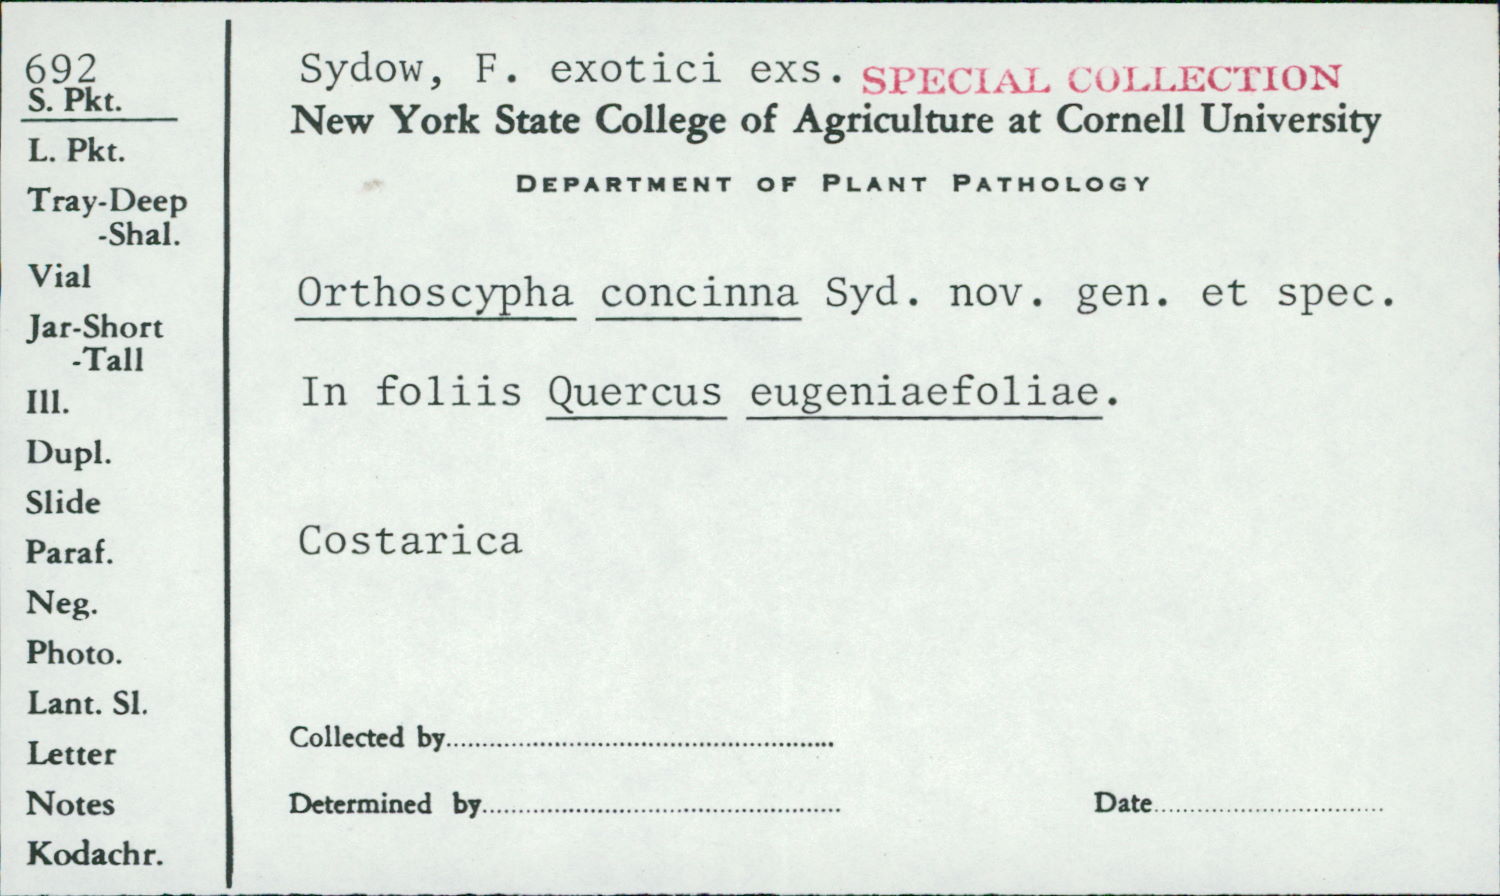 692
S. Pkt.
L. Pkt.
Tray-Deep
-Shal.
Vial
Jar-Short
-Tall
Ill.
Dupl.
Slide
Paraf.
Neg.
Photo.
Lant. Sl.
Letter
Notes
Kodachr.
Sydow, F. exotici exs. SPECIAL COLLECTION
New York State College of Agriculture at Cornell University
DEPARTMENT OF PLANT PATHOLOGY
Orthoscypha concinna Syd. nov. gen. et spec.
In foliis Quercus eugeniaefoliae.
Costarica
Collected by
Determined by Date